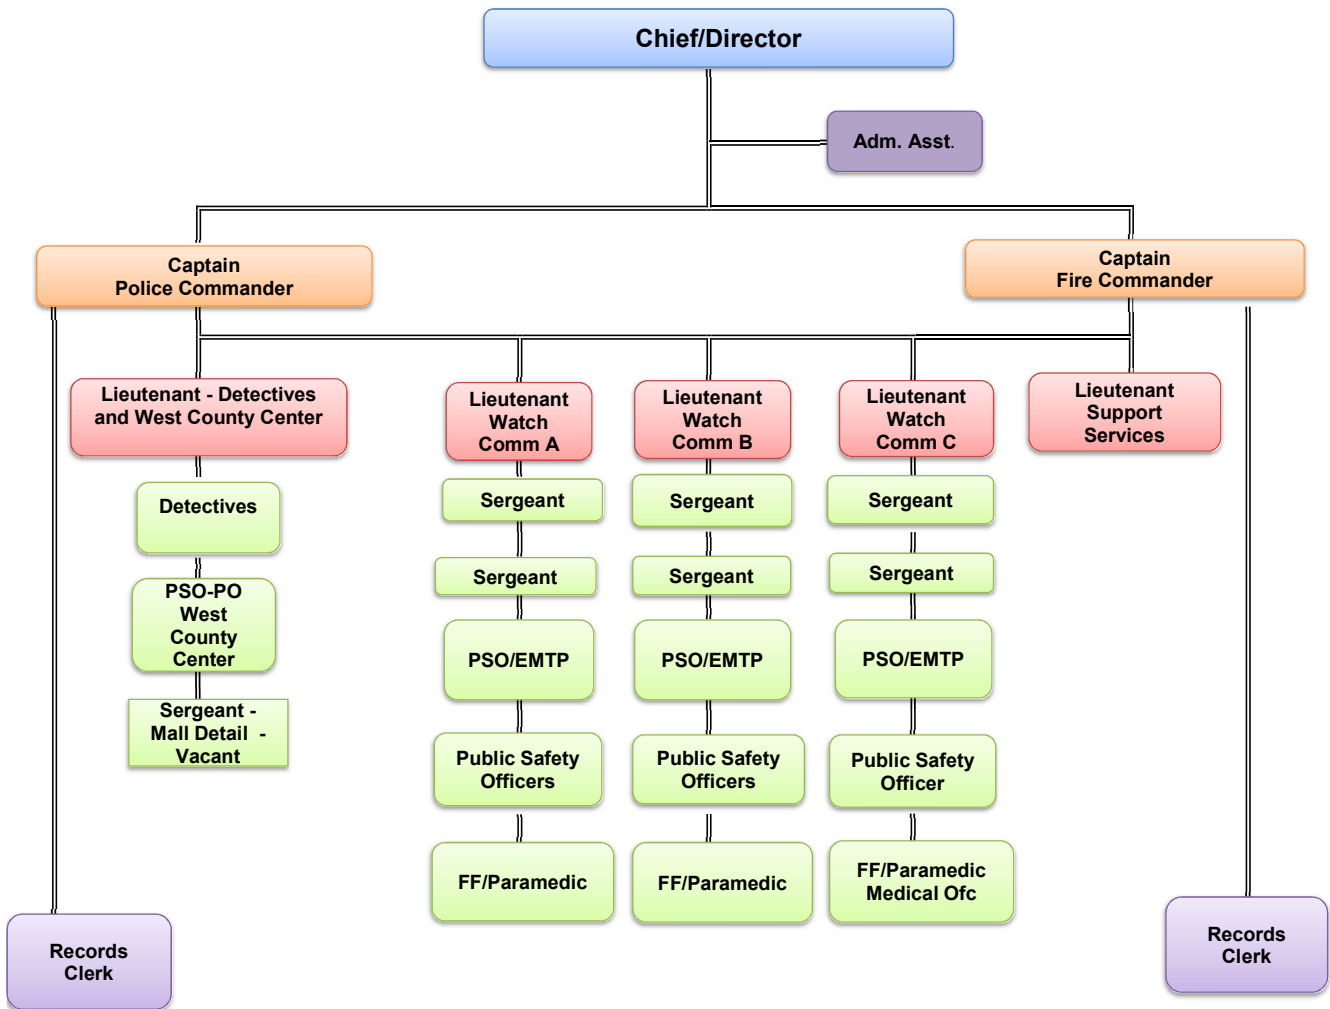 Chief/Director
Adm. Asst.
Captain
Police Commander
Captain
Fire Commander
Lieutenant - Detectives
and West County Center
Lieutenant
Watch
Comm A
Lieutenant
Watch
Comm B
Lieutenant
Watch
Comm C
Lieutenant
Support
Services
Detectives
Sergeant
Sergeant
Sergeant
PSO-PO
West
County
Center
Sergeant
Sergeant
Sergeant
PSO/EMTP
PSO/EMTP
PSO/EMTP
Sergeant -
Mall Detail -
Vacant
Public Safety
Officers
Public Safety
Officers
Public Safety
Officer
FF/Paramedic
FF/Paramedic
FF/Paramedic
Medical Ofc
Records
Clerk
Records
Clerk